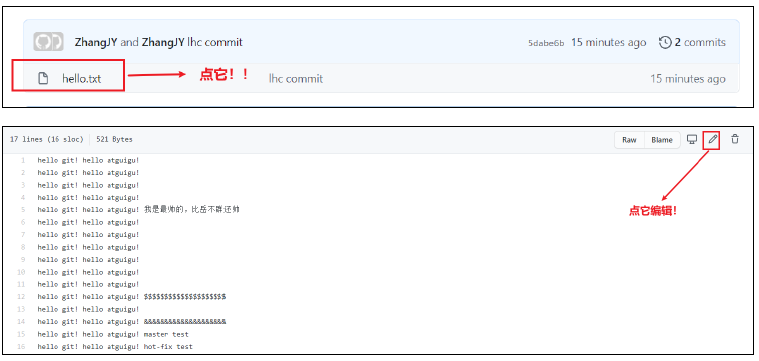 ZhangJY and ZhangJY lhc commit 5dabe6b 15 minutes ago 2 commits
hello.txt 点它！！ lhc commit 15 minutes ago
17 lines (16 sloc) 521 Bytes Raw Blame
1 hello git! hello atguigu!
2 hello git! hello atguigu!
3 hello git! hello atguigu!
4 hello git! hello atguigu!
5 hello git! hello atguigu! 我是最帅的，比岳不群还帅
点它编辑！
6 hello git! hello atguigu!
7 hello git! hello atguigu!
8 hello git! hello atguigu!
9 hello git! hello atguigu!
10 hello git! hello atguigu!
11 hello git! hello atguigu!
12 hello git! hello atguigu! $$$$$$$$$$$$$$$$$$$$
13 hello git! hello atguigu!
14 hello git! hello atguigu! &&&&&&&&&&&&&&&&&&&&
15 hello git! hello atguigu! master test
16 hello git! hello atguigu! hot-fix test